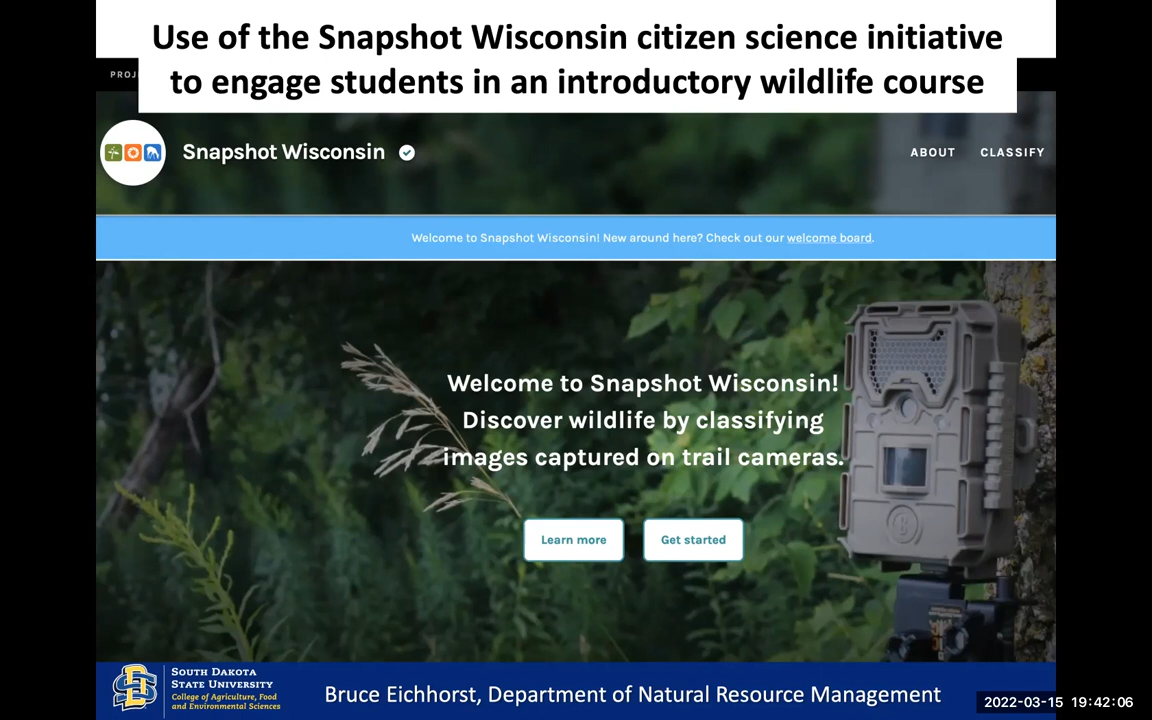 Use of the Snapshot Wisconsin citizen science initiative
to engage students in an introductory wildlife course
PROJ
Snapshot Wisconsin
ABOUT
CLASSIFY
Welcome to Snapshot Wisconsin! New around here? Check out our welcome board.
Welcome to Snapshot Wisconsin!
Discover wildlife by classifying
images captured on trail cameras.
Learn more
Get started
South Dakota
State University
College of Agriculture, Food
and Environmental Sciences
Bruce Eichhorst, Department of Natural Resource Management
2022-03-15 19:42:06